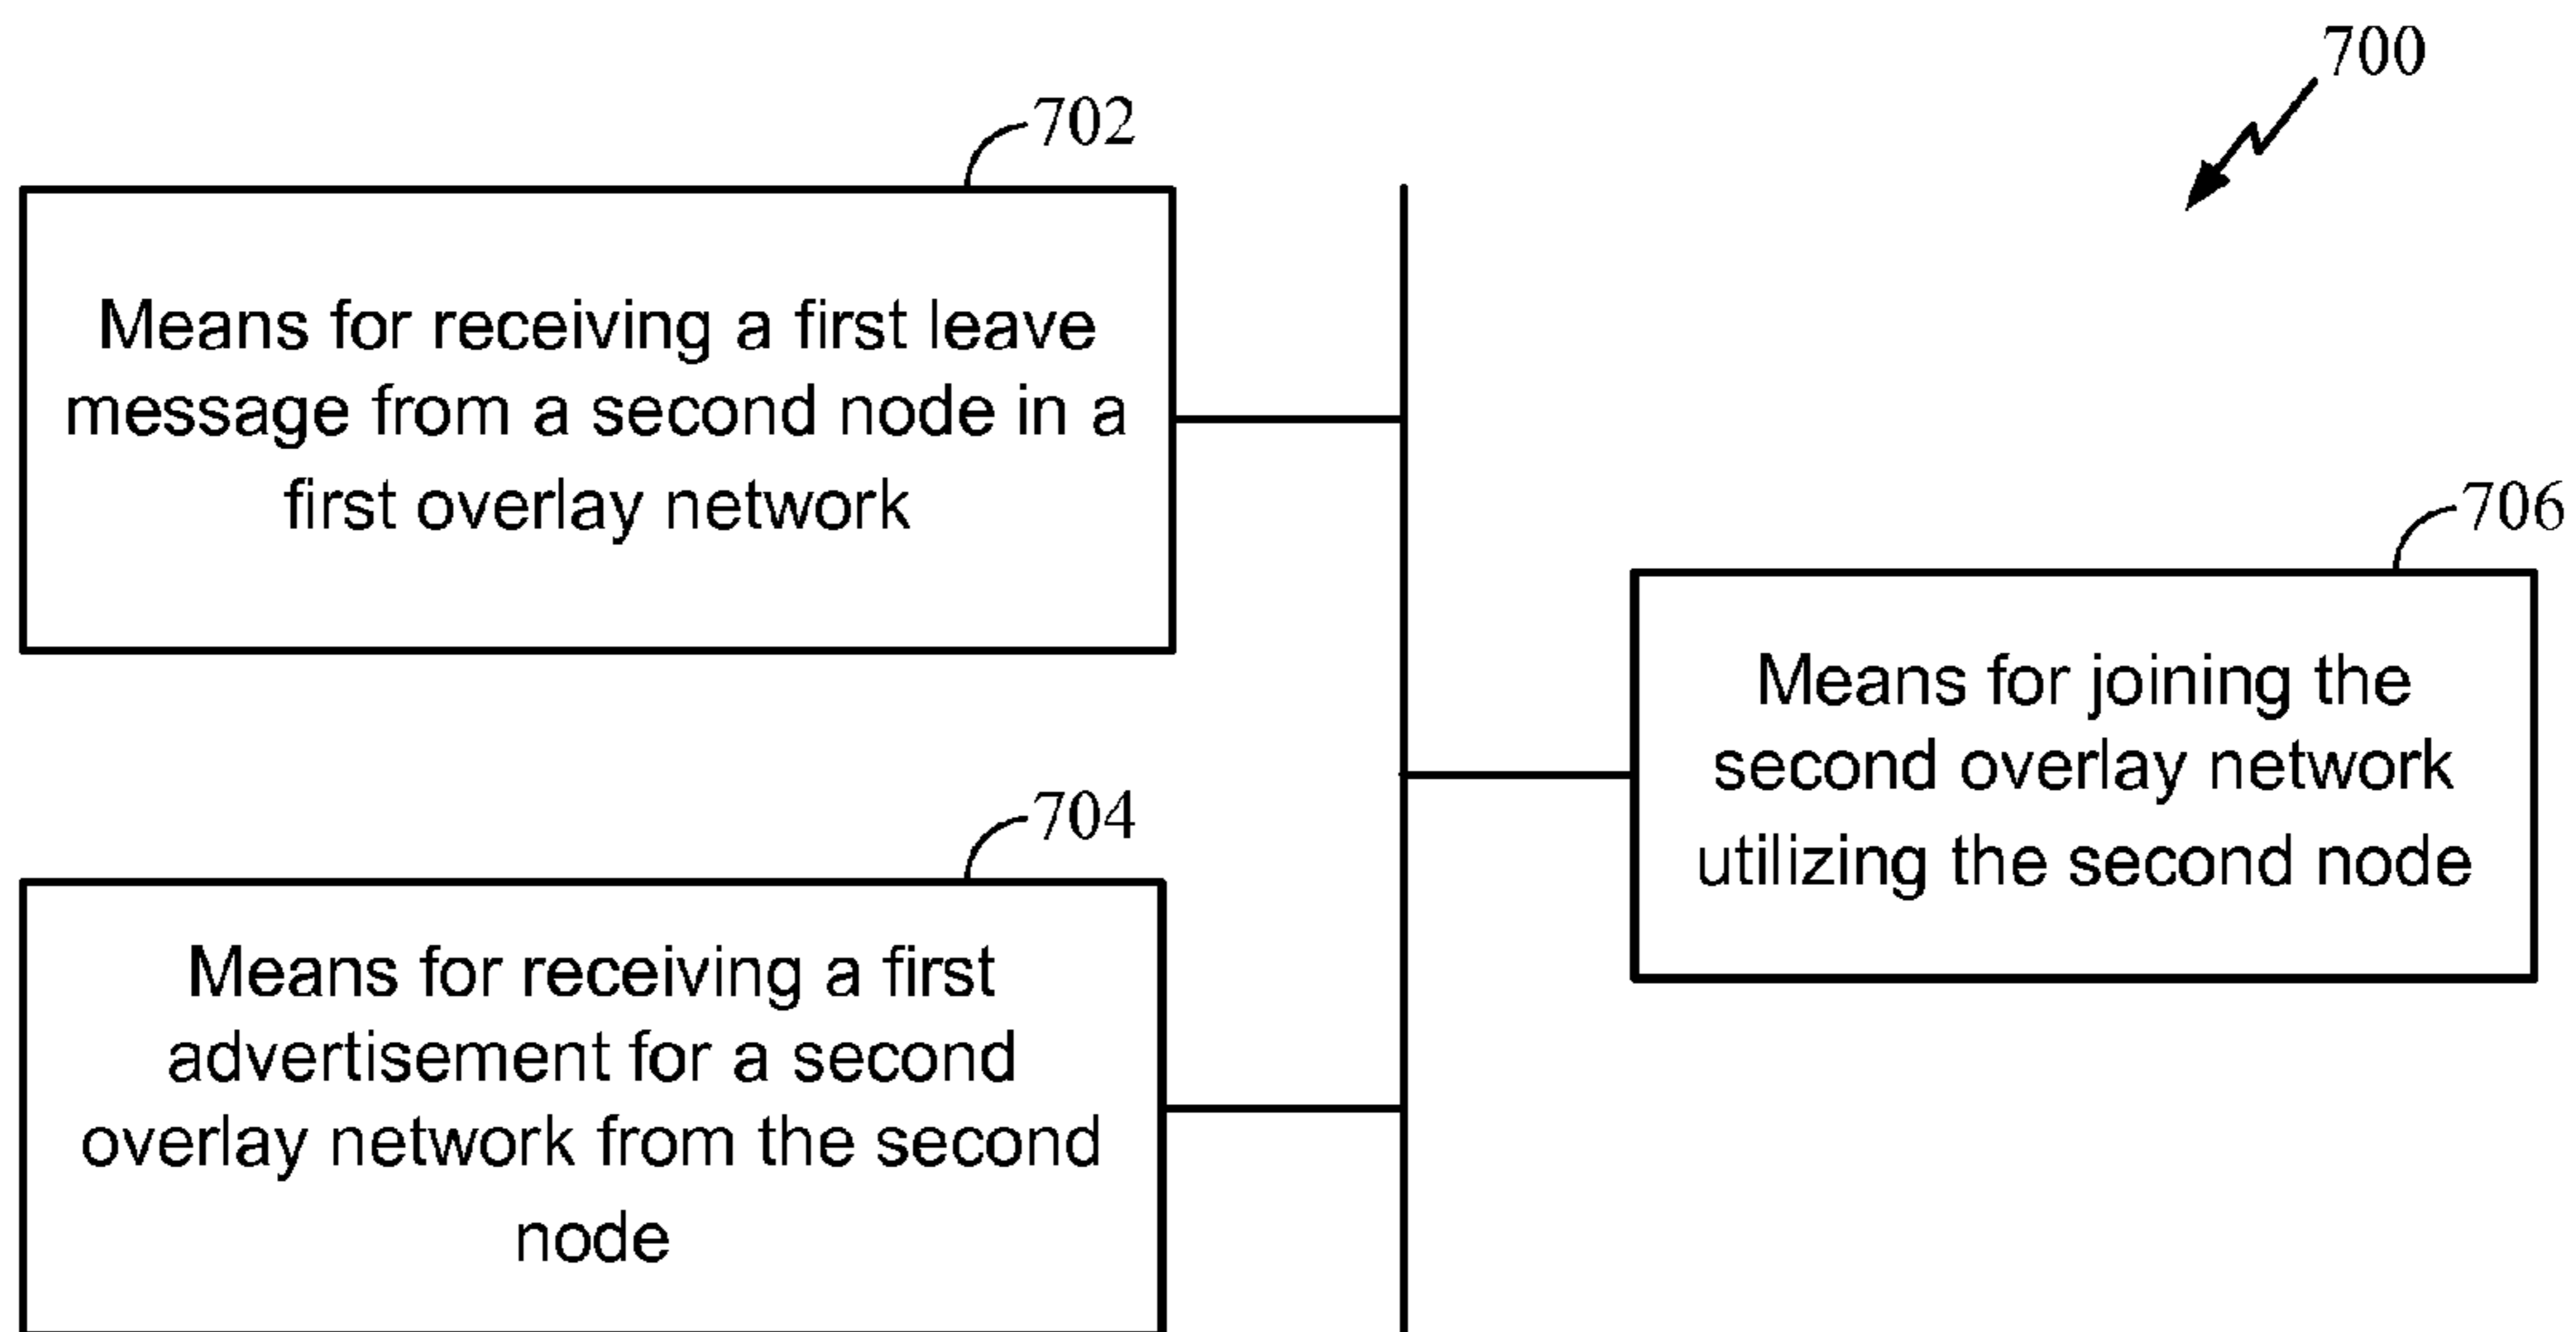 700
702
Means for receiving a first leave
message from a second node in a
first overlay network
706
Means for joining the
second overlay network
utilizing the second node
704
Means for receiving a first
advertisement for a second
overlay network from the second
node